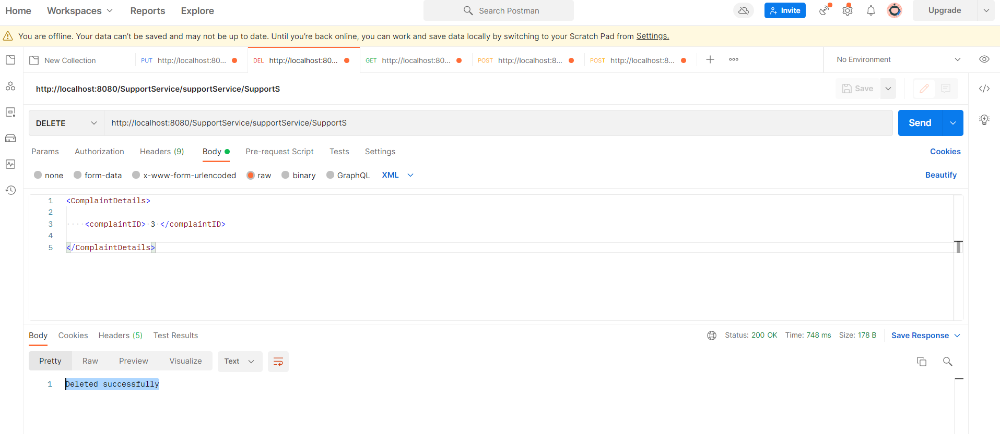 Home Workspaces Reports Explore Search Postman Invite Upgrade
You are offline. Your data can’t be saved and may not be up to date. Until you’re back online, you can work and save data locally by switching to your Scratch Pad from Settings.
New Collection PUT http://localhost:80... DEL http://localhost:80... GET http://localhost:80... POST http://localhost:8... POST http://localhost:8... No Environment
http://localhost:8080/SupportService/supportService/SupportS Save
DELETE http://localhost:8080/SupportService/supportService/SupportS Send
Params Authorization Headers (9) Body Pre-request Script Tests Settings Cookies
none form-data x-www-form-urlencoded raw binary GraphQL XML Beautify
1 <ComplaintDetails>
2
3 <complaintID> 3 </complaintID>
4
5 </ComplaintDetails>
Body Cookies Headers (5) Test Results Status: 200 OK Time: 748 ms Size: 178 B Save Response
Pretty Raw Preview Visualize Text
1 Deleted successfully